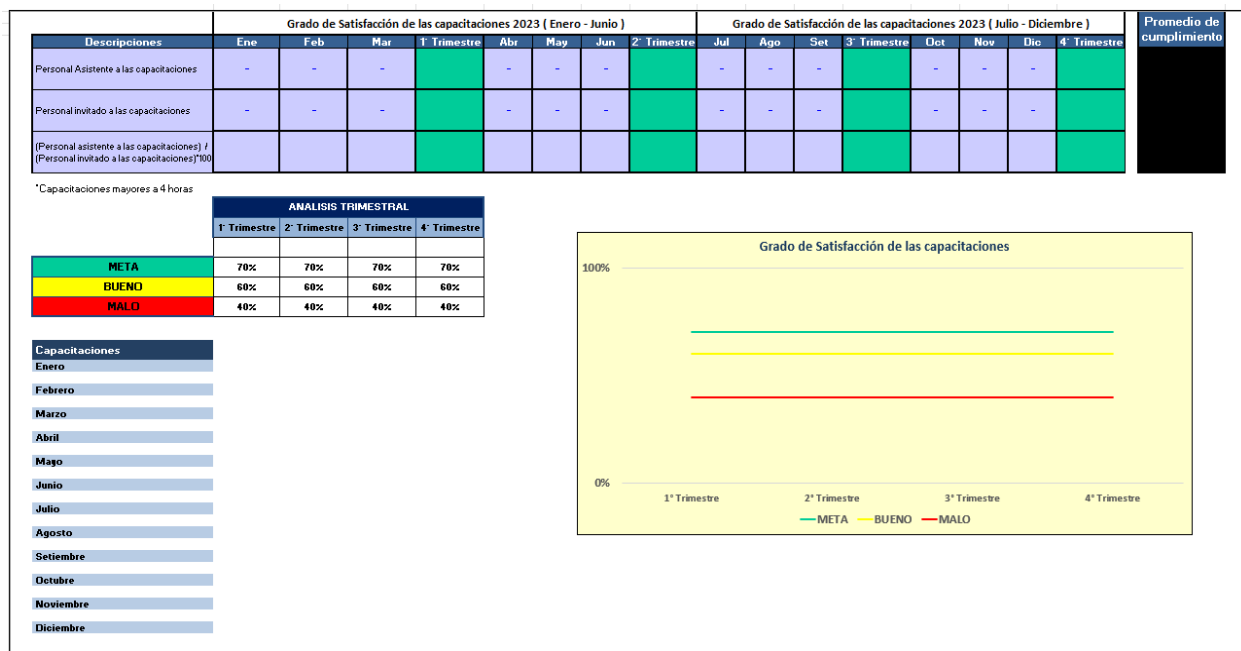 Grado de Satisfacción de las capacitaciones 2023 ( Enero - Junio )
Grado de Satisfacción de las capacitaciones 2023 ( Julio - Diciembre )
Promedio de cumplimiento
Descripciones Ene Feb Mar 1° Trimestre Abr May Jun 2° Trimestre Jul Ago Set 3° Trimestre Oct Nov Dic 4° Trimestre
Personal Asistente a las capacitaciones - - - - - - - - - - - -
Personal invitado a las capacitaciones - - - - - - - - - - - -
(Personal asistente a las capacitaciones) /
(Personal invitado a las capacitaciones)*100
*Capacitaciones mayores a 4 horas
ANALISIS TRIMESTRAL
1° Trimestre 2° Trimestre 3° Trimestre 4° Trimestre
META 70% 70% 70% 70%
BUENO 60% 60% 60% 60%
MALO 40% 40% 40% 40%
Grado de Satisfacción de las capacitaciones
100%
0%
1° Trimestre 2° Trimestre 3° Trimestre 4° Trimestre
META BUENO MALO
Capacitaciones
Enero
Febrero
Marzo
Abril
Mayo
Junio
Julio
Agosto
Setiembre
Octubre
Noviembre
Diciembre